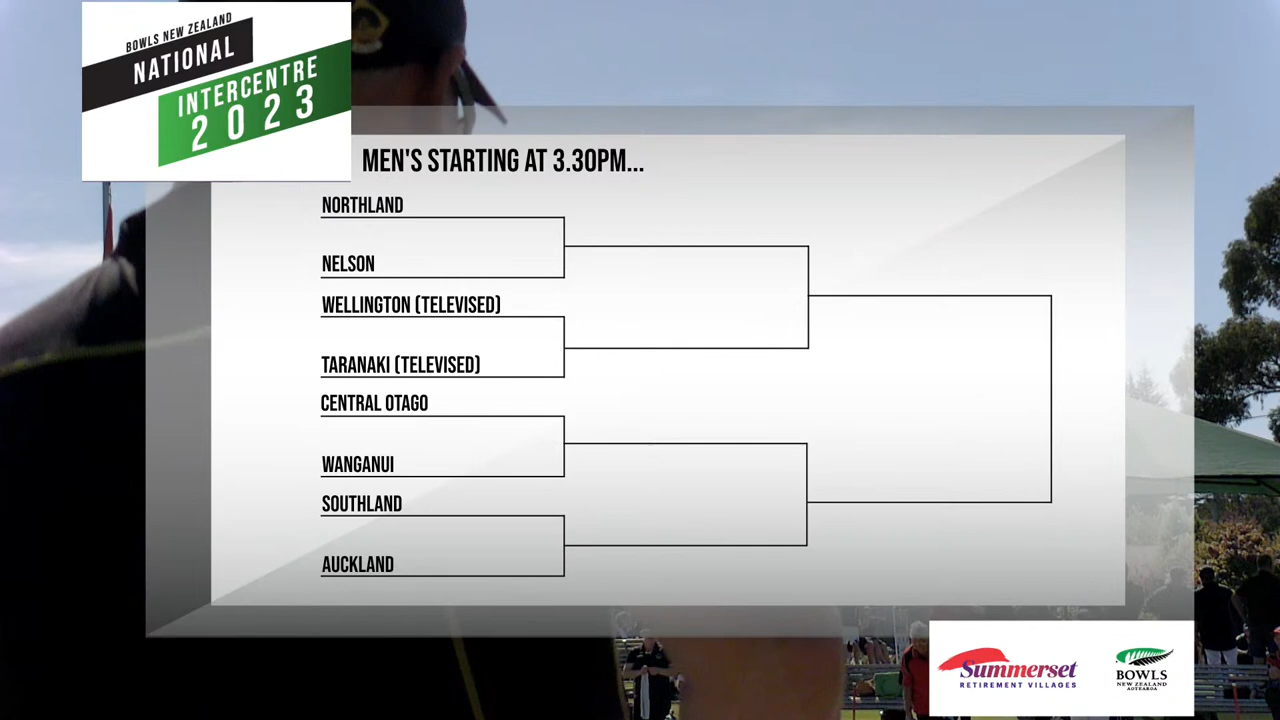 BOWLS NEW ZEALAND
NATIONAL
INTERCENTRE
2023
MEN'S STARTING AT 3.30PM...
NORTHLAND
NELSON
WELLINGTON (TELEVISED)
TARANAKI (TELEVISED)
CENTRAL OTAGO
WANGANUI
SOUTHLAND
AUCKLAND
Summerset
RETIREMENT VILLAGES
BOWLS
NEW ZEALAND
AOTEAROA